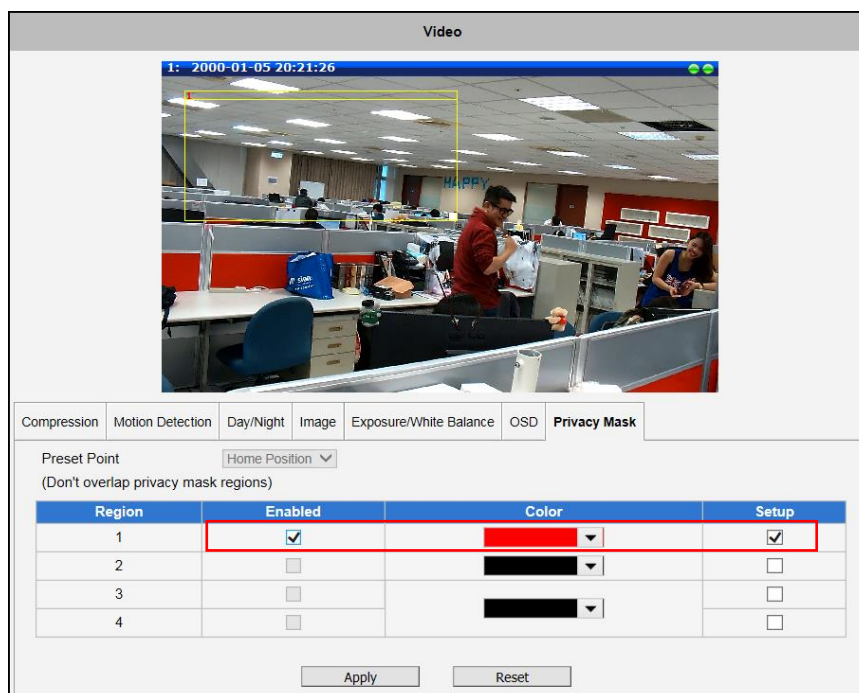 Video
1: 2000-01-05 20:21:26
1
HAPPY
Compression Motion Detection Day/Night Image Exposure/White Balance OSD Privacy Mask
Preset Point Home Position
(Don't overlap privacy mask regions)
Region Enabled Color Setup
1
2
3
4
Apply Reset